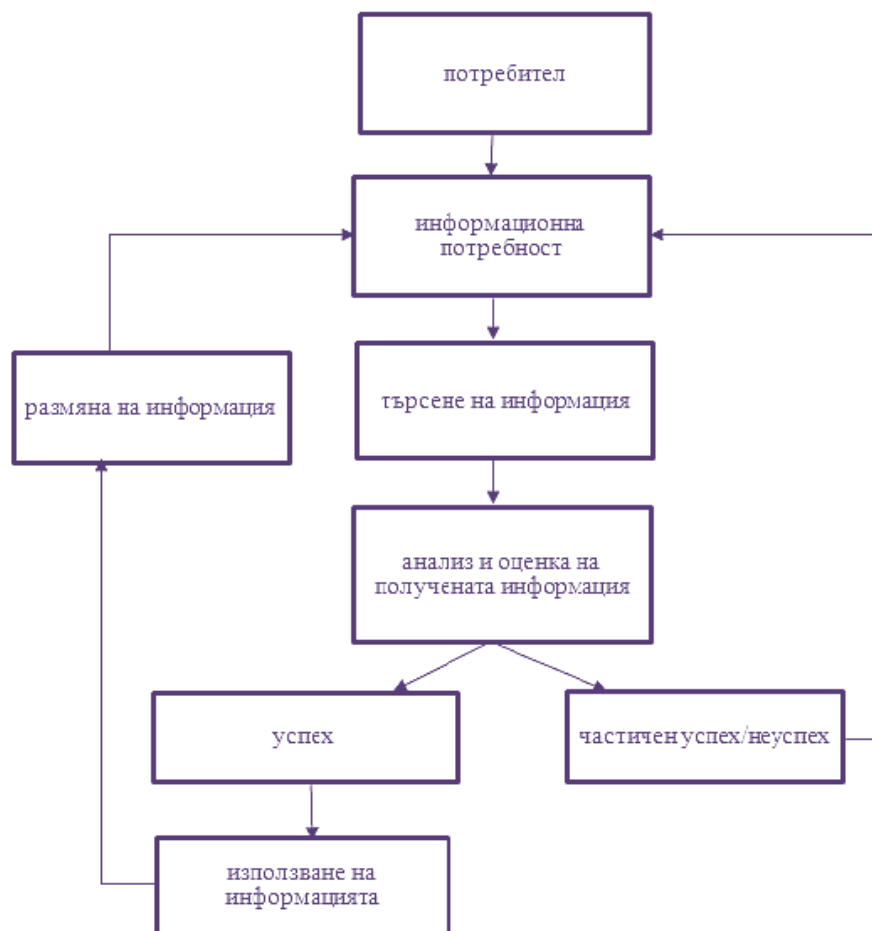 потребител
информационна
потребност
размяна на информация
търсене на информация
анализ и оценка на
получената информация
успех
частичен успех/неуспех
използване на
информацията